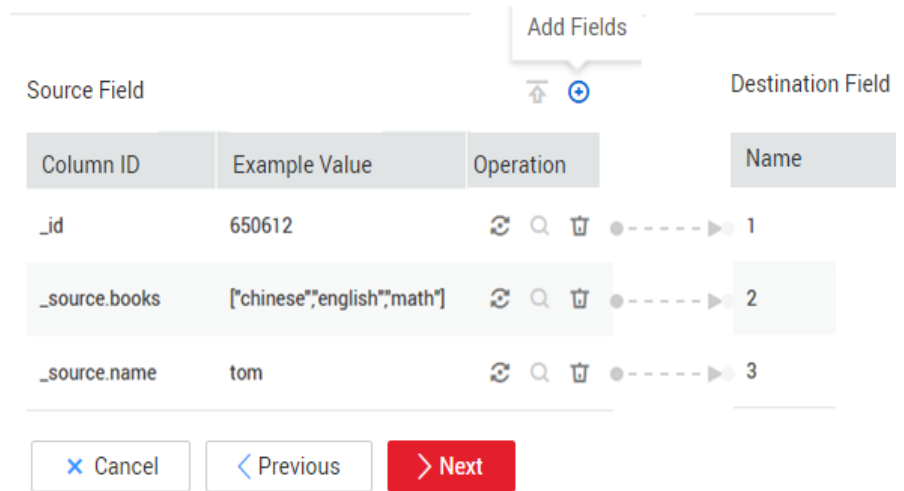 Add Fields
Source Field Destination Field
Column ID Example Value Operation Name
_id 650612 1
_source.books ["chinese","english","math"] 2
_source.name tom 3
Cancel Previous Next